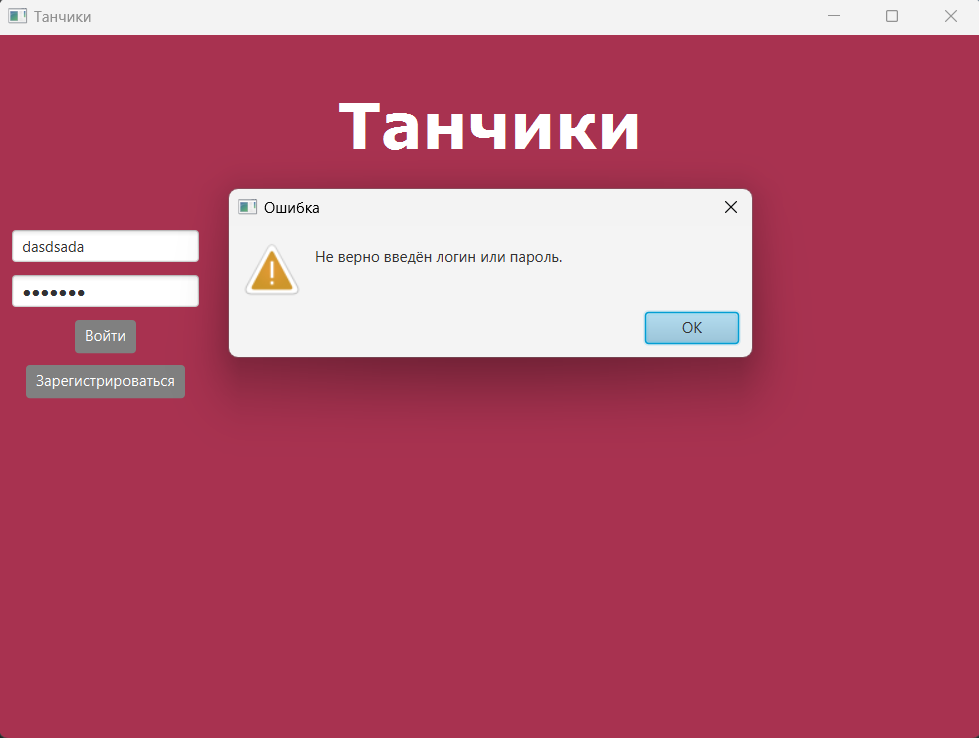 Танчики
Танчики
Ошибка
Не верно введён логин или пароль.
OK
dasdsada
●●●●●●●
Войти
Зарегистрироваться